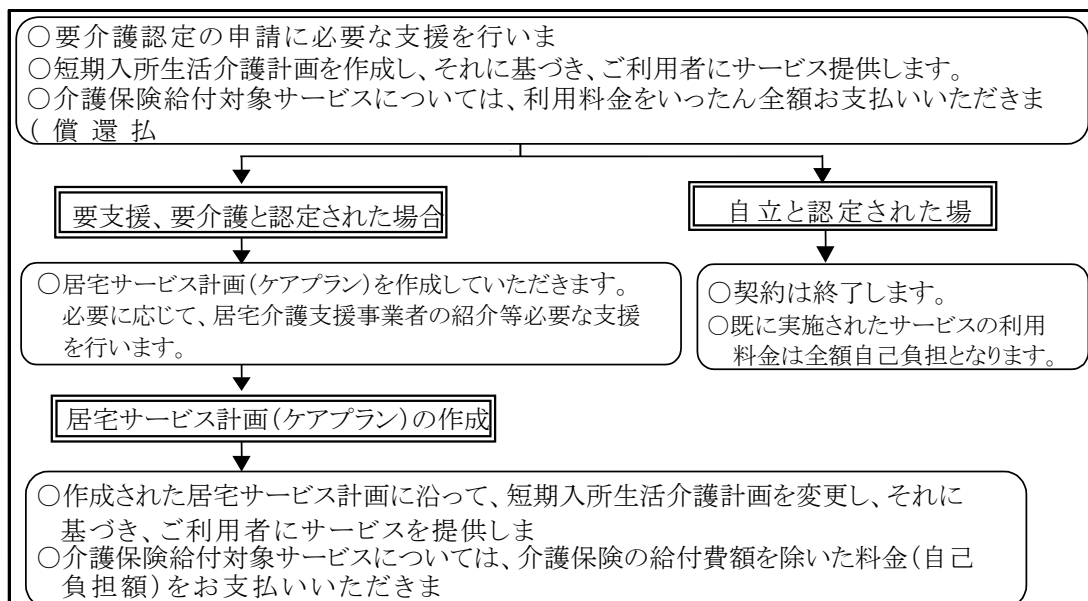 ○要介護認定の申請に必要な支援を行いま
○短期入所生活介護計画を作成し、それに基づき、ご利用者にサービス提供します。
○介護保険給付対象サービスについては、利用料金をいったん全額お支払いいただきま
(償還払
要支援、要介護と認定された場合
自立と認定された場
○居宅サービス計画(ケアプラン)を作成していただきます。
必要に応じて、居宅介護支援事業者の紹介等必要な支援
を行います。
○契約は終了します。
○既に実施されたサービスの利用
料金は全額自己負担となります。
居宅サービス計画(ケアプラン)の作成
○作成された居宅サービス計画に沿って、短期入所生活介護計画を変更し、それに
基づき、ご利用者にサービスを提供しま
○介護保険給付対象サービスについては、介護保険の給付費額を除いた料金(自己
負担額)をお支払いいただきま